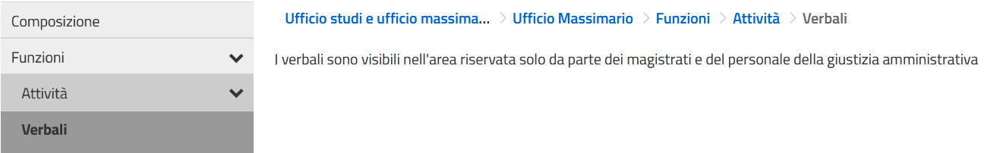 Composizione
Funzioni
Attività
Verbali
Ufficio studi e ufficio massima... Ufficio Massimario Funzioni Attività Verbali
I verbali sono visibili nell'area riservata solo da parte dei magistrati e del personale della giustizia amministrativa